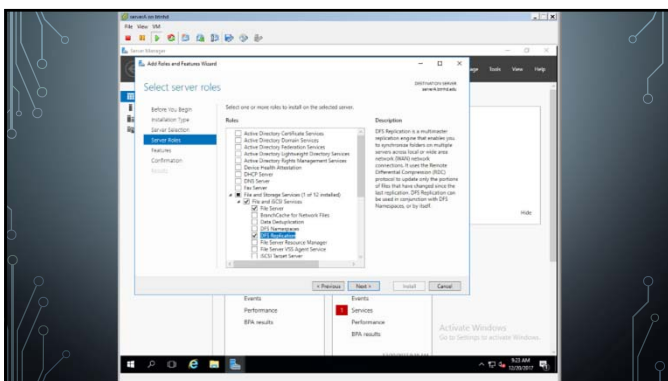 File View VM
Server Manager
Add Roles and Features Wizard
Tools View Help
Select server roles
DESTINATION SERVER
Before You Begin
Installation Type
Server Selection
Server Roles
Features
Confirmation
Results
Select one or more roles to install on the selected server.
Roles
Active Directory Certificate Services
Active Directory Domain Services
Active Directory Federation Services
Active Directory Lightweight Directory Services
Active Directory Rights Management Services
Device Health Attestation
DHCP Server
DNS Server
Fax Server
File and Storage Services (1 of 12 installed)
File and iSCSI Services
File Server
BranchCache for Network Files
Data Deduplication
DFS Namespaces
DFS Replication
File Server Resource Manager
File Server VSS Agent Service
iSCSI Target Server
Description
DFS Replication is a multimaster
replication engine that enables you
to synchronize folders on multiple
servers across local or wide area
network (WAN) network
connections. It uses the Remote
Differential Compression (RDC)
protocol to update only the portions
of files that have changed since the
last replication. DFS Replication can
be used in conjunction with DFS
Namespaces, or by itself.
Hide
< Previous
Next >
Install
Cancel
Events
Performance
BPA results
Events
1 Services
Performance
BPA results
Activate Windows
Go to Settings to activate Windows.
9:23 AM
12/20/2017